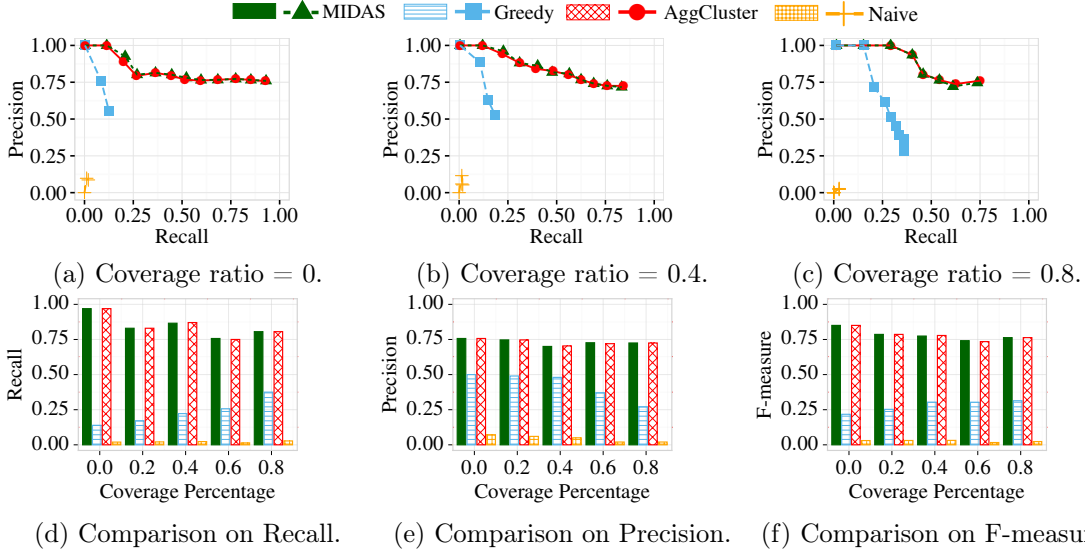 MIDAS Greedy AggCluster Naive
1.00 0.75 0.50 0.25 0.00
Precision
0.00 0.25 0.50 0.75 1.00
Recall
(a) Coverage ratio = 0.
1.00 0.75 0.50 0.25 0.00
Precision
0.00 0.25 0.50 0.75 1.00
Recall
(b) Coverage ratio = 0.4.
1.00 0.75 0.50 0.25 0.00
Precision
0.00 0.25 0.50 0.75 1.00
Recall
(c) Coverage ratio = 0.8.
1.00 0.75 0.50 0.25 0.00
Recall
0.0 0.2 0.4 0.6 0.8
Coverage Percentage
(d) Comparison on Recall.
1.00 0.75 0.50 0.25 0.00
Precision
0.0 0.2 0.4 0.6 0.8
Coverage Percentage
(e) Comparison on Precision.
1.00 0.75 0.50 0.25 0.00
F-measure
0.0 0.2 0.4 0.6 0.8
Coverage Percentage
(f) Comparison on F-measu